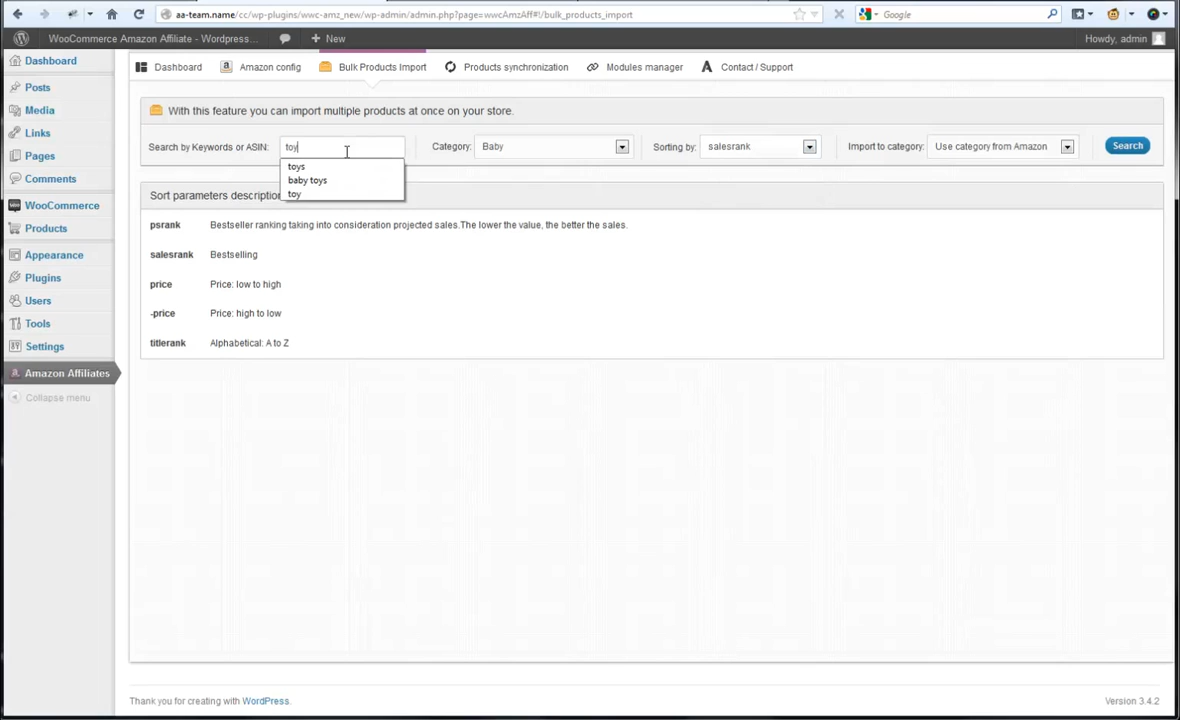 aa-team.name/cc/wp-plugins/wwc-amz_new/wp-admin/admin.php?page=wwcAmzAff#!/bulk_products_import
Google
WooCommerce Amazon Affiliate - Wordpress...
New
Howdy, admin
Dashboard
Posts
Media
Links
Pages
Comments
WooCommerce
Products
Appearance
Plugins
Users
Tools
Settings
Amazon Affiliates
Collapse menu
Dashboard
Amazon config
Bulk Products Import
Products synchronization
Modules manager
Contact / Support
With this feature you can import multiple products at once on your store.
Search by Keywords or ASIN: toy Category: Baby Sorting by: salesrank Import to category: Use category from Amazon Search
toys
baby toys
toy
Sort parameters description
psrank Bestseller ranking taking into consideration projected sales.The lower the value, the better the sales.
salesrank Bestselling
price Price: low to high
-price Price: high to low
titlerank Alphabetical: A to Z
Thank you for creating with WordPress.
Version 3.4.2